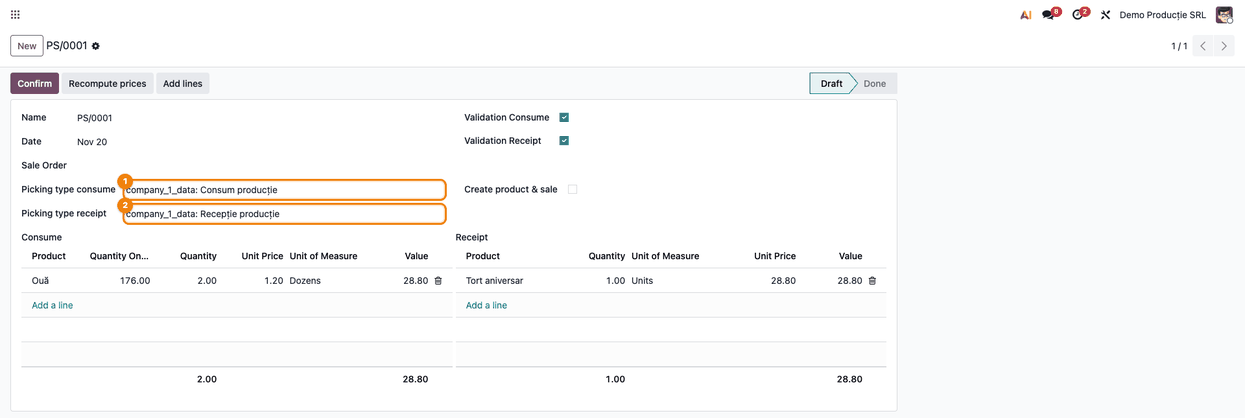 AI 8 2 Demo Producție SRL
New PS/0001 1 / 1
Confirm Recompute prices Add lines Draft Done
Name PS/0001 Validation Consume
Date Nov 20 Validation Receipt
Sale Order
1
Picking type consume company_1_data: Consum producție Create product & sale
2
Picking type receipt company_1_data: Recepție producție
Consume Receipt
Product Quantity On... Quantity Unit Price Unit of Measure Value Product Quantity Unit of Measure Unit Price Value
Ouă 176.00 2.00 1.20 Dozens 28.80 Tort aniversar 1.00 Units 28.80 28.80
Add a line Add a line
2.00 28.80 1.00 28.80